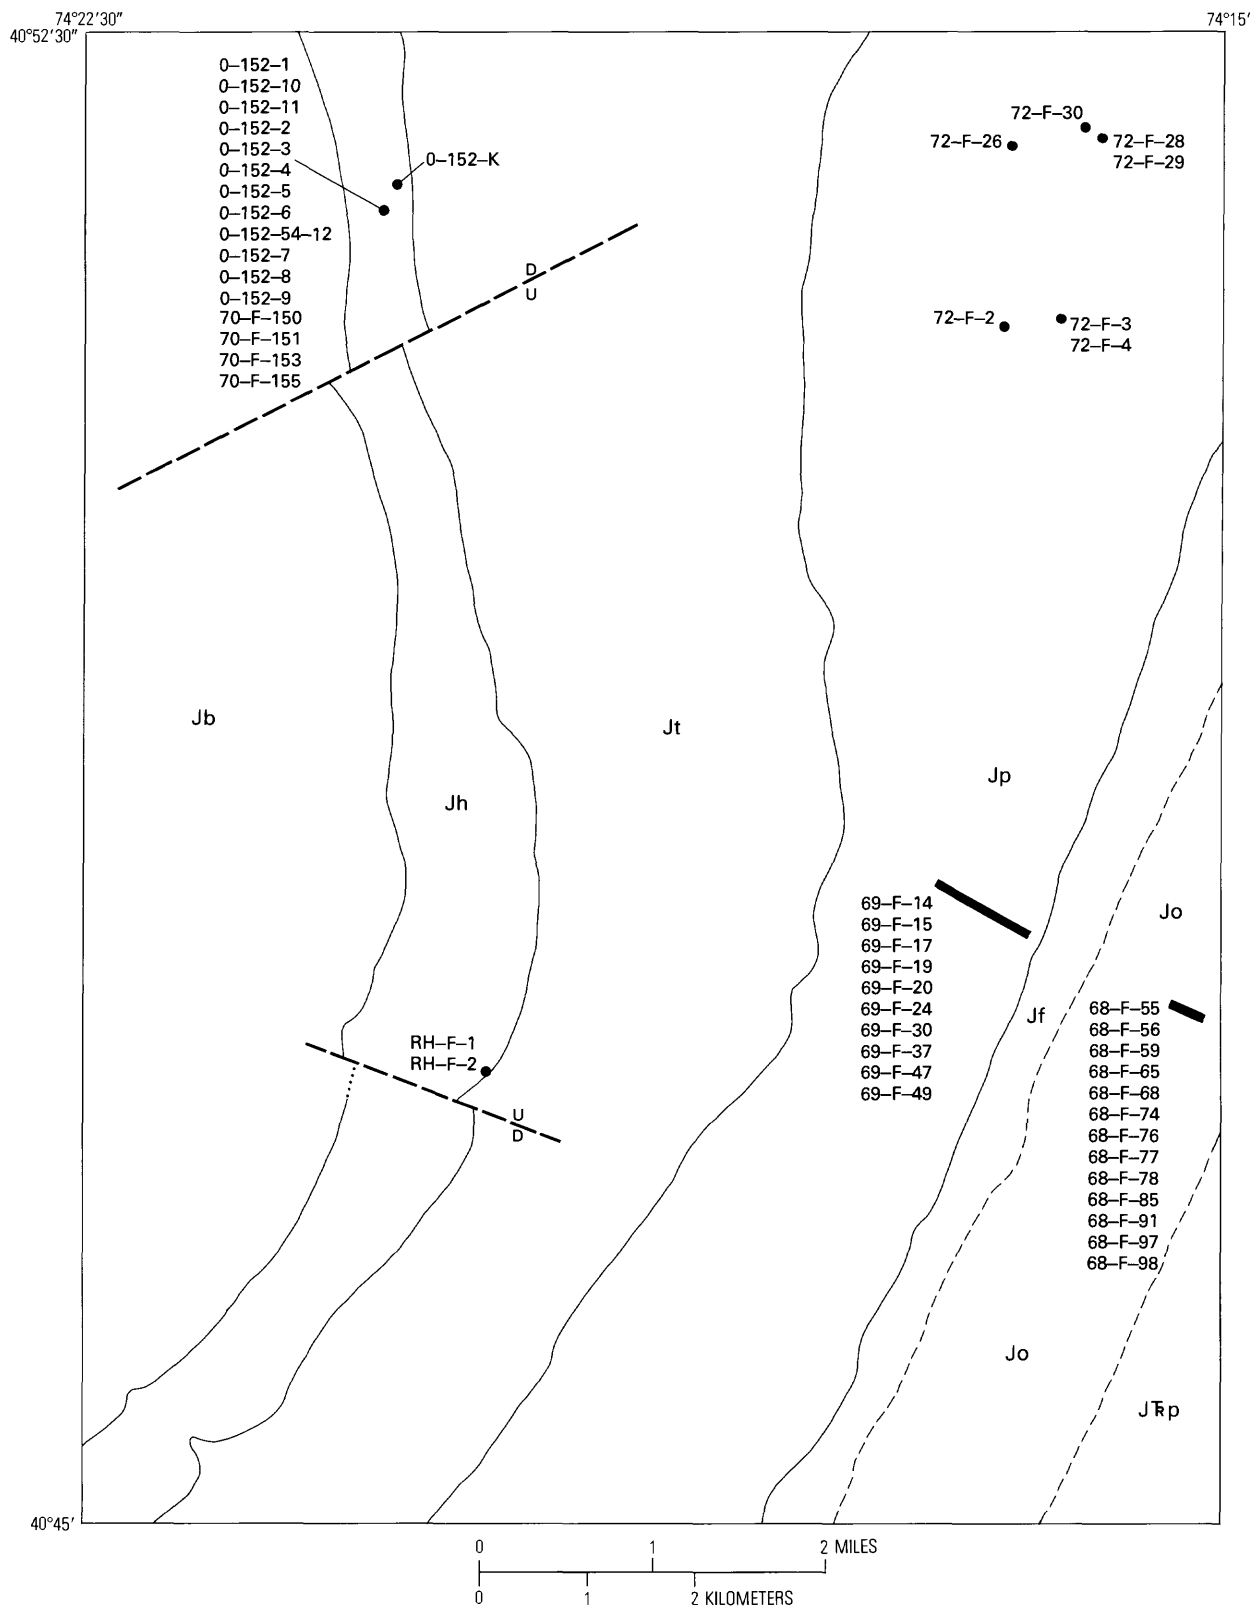 74°22'30"
74°15'
40°52'30"
0–152–1
0–152–10
0–152–11
0–152–2
0–152–3
0–152–4
0–152–5
0–152–6
0–152–54–12
0–152–7
0–152–8
0–152–9
70–F–150
70–F–151
70–F–153
70–F–155
0–152–K
72–F–30
72–F–26
72–F–28
72–F–29
D
U
72–F–2
72–F–3
72–F–4
Jb
Jt
Jp
Jh
69–F–14
69–F–15
69–F–17
69–F–19
69–F–20
69–F–24
69–F–30
69–F–37
69–F–47
69–F–49
Jo
Jf
68–F–55
68–F–56
68–F–59
68–F–65
68–F–68
68–F–74
68–F–76
68–F–77
68–F–78
68–F–85
68–F–91
68–F–97
68–F–98
RH–F–1
RH–F–2
U
D
Jo
JTRp
40°45'
0 1 2 MILES
0 1 2 KILOMETERS